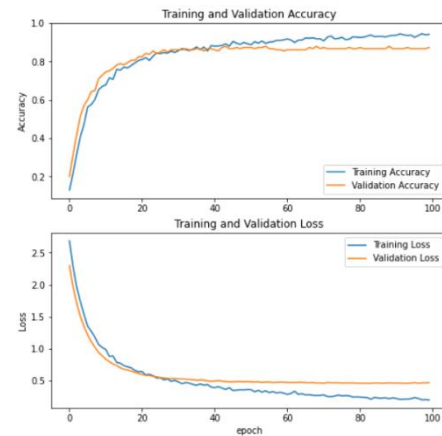 Training and Validation Accuracy
1.0
0.8
0.6
0.4
0.2
Accuracy
Training Accuracy
Validation Accuracy
0 20 40 60 80 100
Training and Validation Loss
2.5
2.0
1.5
1.0
0.5
Loss
Training Loss
Validation Loss
0 20 40 60 80 100
epoch